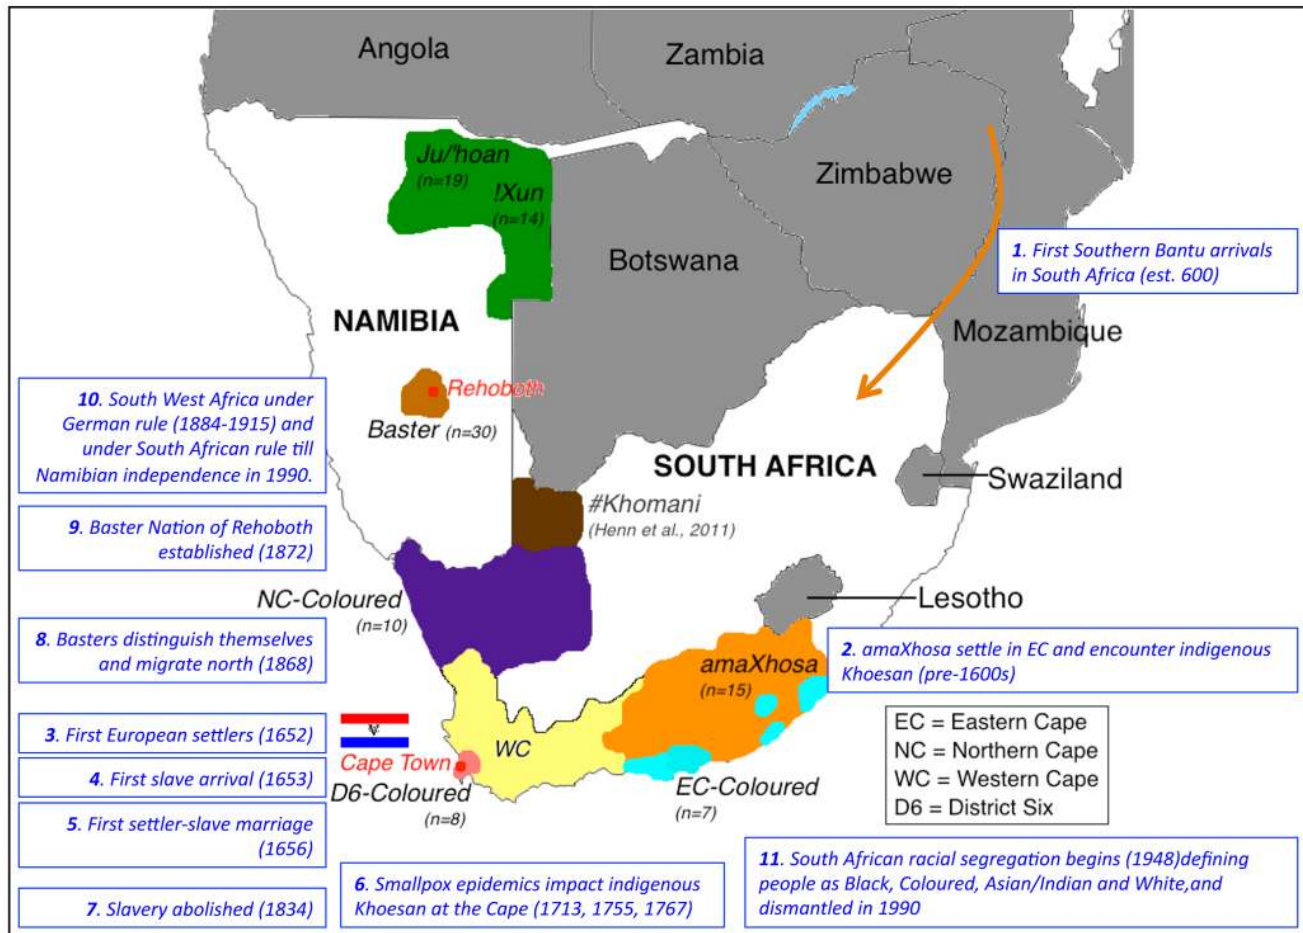 Angola
Zambia
Ju/'hoan
(n=19)
!Xun
(n=14)
Zimbabwe
Botswana
1. First Southern Bantu arrivals
in South Africa (est. 600)
NAMIBIA
Mozambique
Rehoboth
Baster (n=30)
10. South West Africa under
German rule (1884-1915) and
under South African rule till
Namibian independence in 1990.
SOUTH AFRICA
Swaziland
#Khomani
(Henn et al., 2011)
9. Baster Nation of Rehoboth
established (1872)
NC-Coloured
(n=10)
Lesotho
8. Basters distinguish themselves
and migrate north (1868)
amaXhosa
(n=15)
2. amaXhosa settle in EC and encounter indigenous
Khoesan (pre-1600s)
3. First European settlers (1652)
WC
Cape Town
4. First slave arrival (1653)
D6-Coloured
(n=8)
EC-Coloured
(n=7)
EC = Eastern Cape
NC = Northern Cape
WC = Western Cape
D6 = District Six
5. First settler-slave marriage
(1656)
6. Smallpox epidemics impact indigenous
Khoesan at the Cape (1713, 1755, 1767)
7. Slavery abolished (1834)
11. South African racial segregation begins (1948)defining
people as Black, Coloured, Asian/Indian and White,and
dismantled in 1990